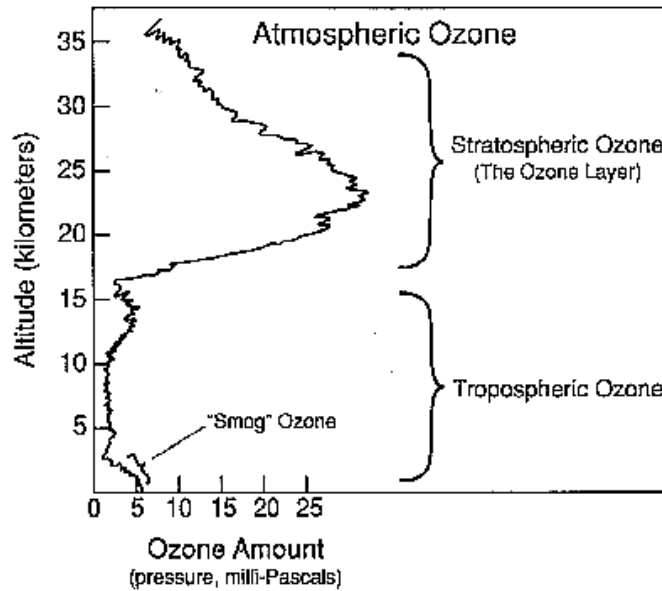 Atmospheric Ozone
35
30
25
20
15
10
5
Altitude (kilometers)
Stratospheric Ozone
(The Ozone Layer)
Tropospheric Ozone
"Smog" Ozone
0 5 10 15 20 25
Ozone Amount
(pressure, milli-Pascals)